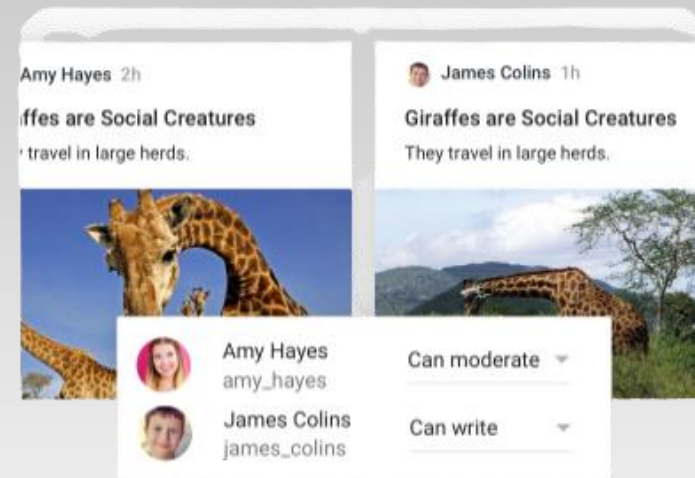 Amy Hayes 2h
ffes are Social Creatures
travel in large herds.
James Colins 1h
Giraffes are Social Creatures
They travel in large herds.
Amy Hayes
amy_hayes
Can moderate
James Colins
james_colins
Can write